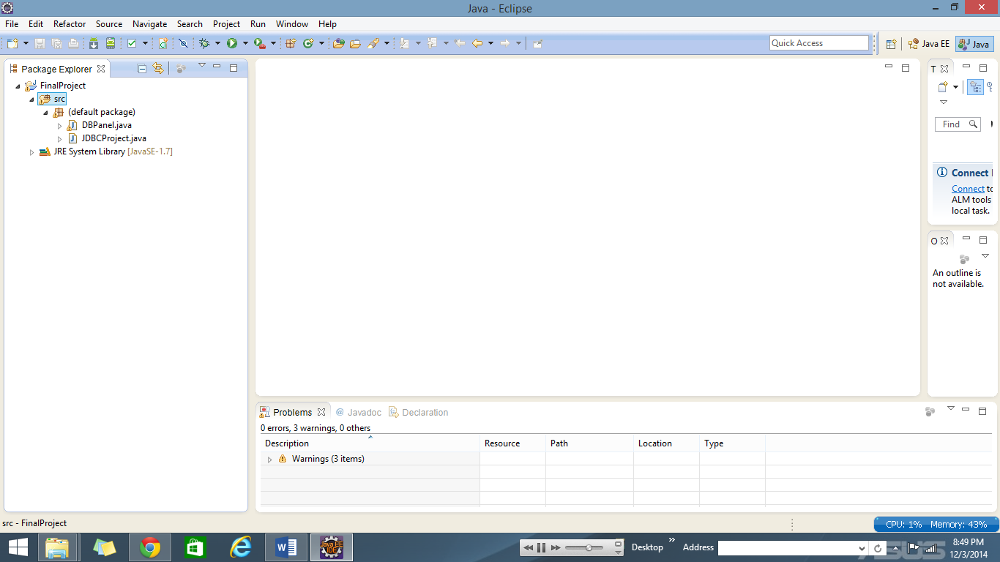 Java - Eclipse
File Edit Refactor Source Navigate Search Project Run Window Help
Quick Access
Java EE
Java
Package Explorer
FinalProject
src
(default package)
DBPanel.java
JDBCProject.java
JRE System Library [JavaSE-1.7]
T
Find
Connect
Connect to
ALM tools
local task.
O
An outline is
not available.
Problems @ Javadoc Declaration
0 errors, 3 warnings, 0 others
Description Resource Path Location Type
Warnings (3 items)
src - FinalProject
CPU: 1% Memory: 43%
Java EE
IDE
Desktop
Address
ASUS
8:49 PM
12/3/2014